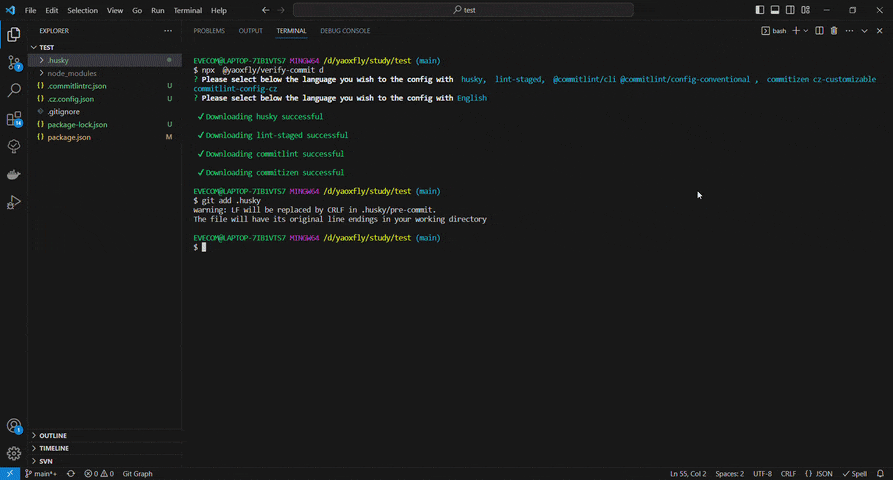 File Edit Selection View Go Run Terminal Help
test
EXPLORER
PROBLEMS OUTPUT TERMINAL DEBUG CONSOLE
bash
TEST
.husky
node_modules
.commitlintrc.json U
.cz.config.json U
.gitignore
package-lock.json U
package.json M
EVECOM@LAPTOP-7IB1VTS7 MINGW64 /d/yaoxfly/study/test (main)
$ npx @yaoxfly/verify-commit d
? Please select below the language you wish to the config with husky, lint-staged, @commitlint/cli @commitlint/config-conventional , commitizen cz-customizable
commitlint-config-cz
? Please select below the language you wish to the config with English
✓Downloading husky successful
✓Downloading lint-staged successful
✓Downloading commitlint successful
✓Downloading commitizen successful
EVECOM@LAPTOP-7IB1VTS7 MINGW64 /d/yaoxfly/study/test (main)
$ git add .husky
warning: LF will be replaced by CRLF in .husky/pre-commit.
The file will have its original line endings in your working directory
EVECOM@LAPTOP-7IB1VTS7 MINGW64 /d/yaoxfly/study/test (main)
$
7
14
1
OUTLINE
TIMELINE
SVN
main*+ 0 0 Git Graph
Ln 55, Col 2 Spaces: 2 UTF-8 CRLF {} JSON Spell